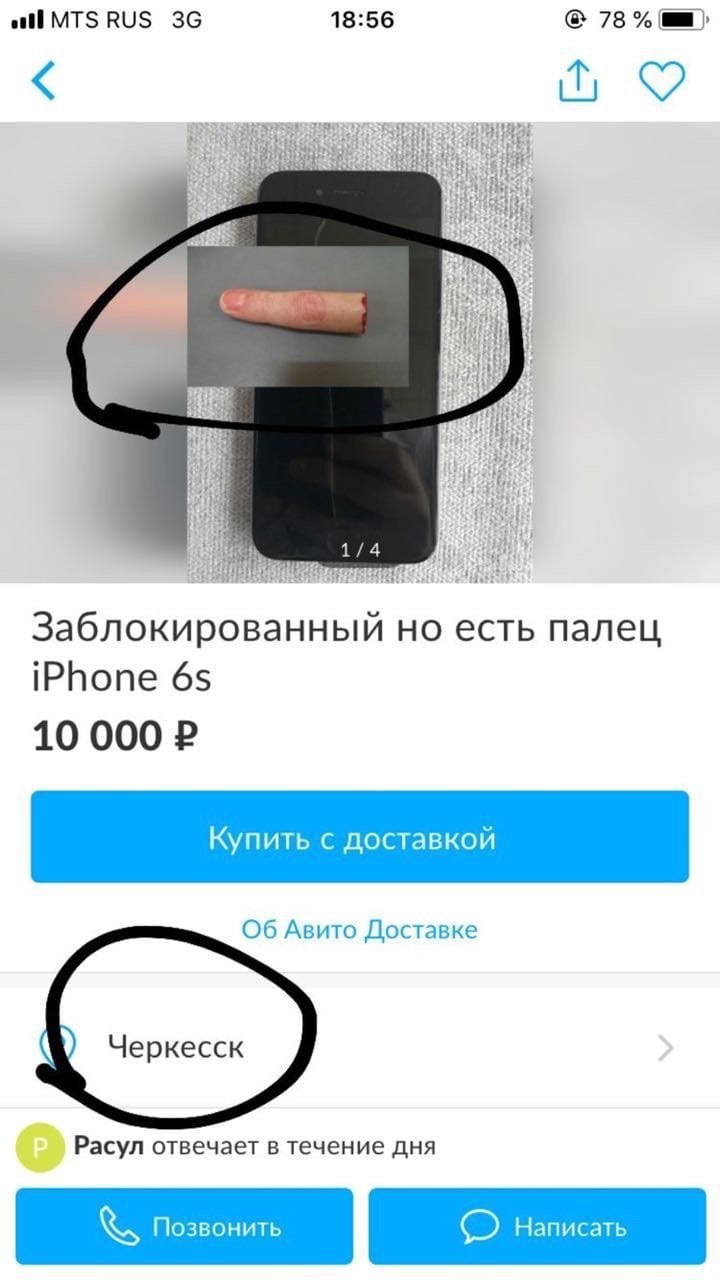 MTS RUS 3G 18:56 78 %
1 / 4
Заблокированный но есть палец
iPhone 6s
10 000 ₽
Купить с доставкой
Об Авито Доставке
Черкесск
Р Расул отвечает в течение дня
Позвонить Написать